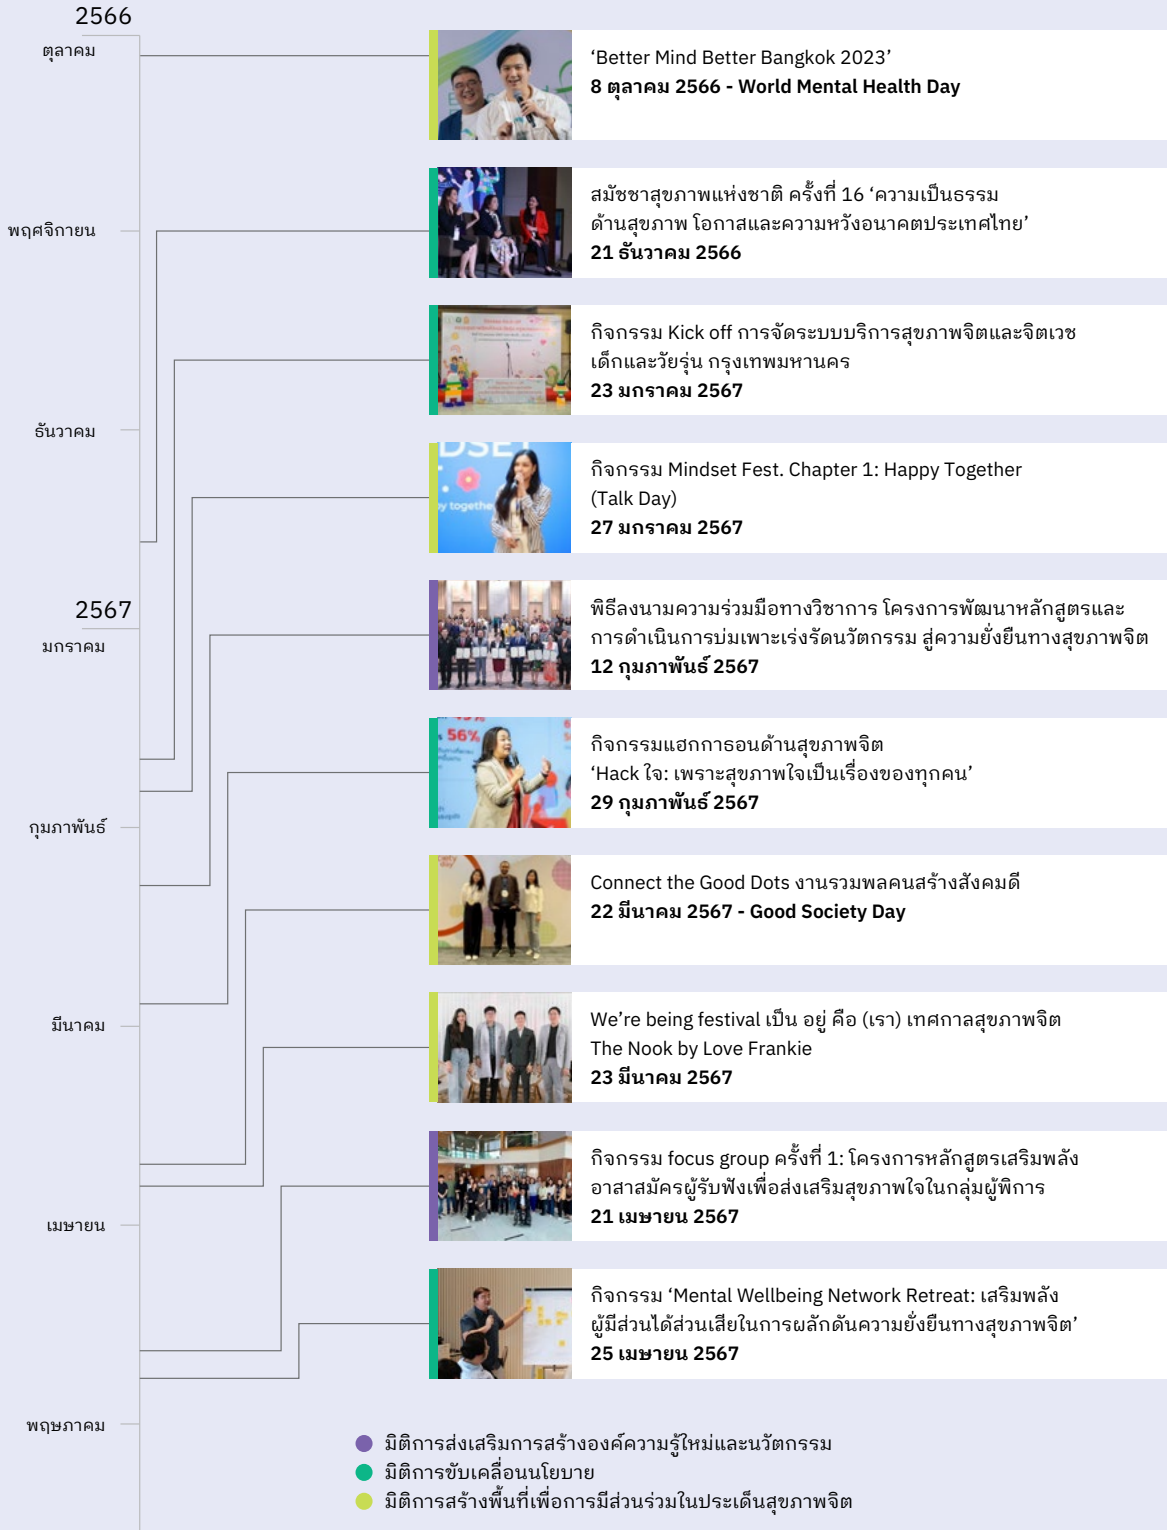 2566
ตุลาคม
พฤศจิกายน
ธันวาคม
2567
มกราคม
กุมภาพันธ์
มีนาคม
เมษายน
พฤษภาคม
‘Better Mind Better Bangkok 2023’
8 ตุลาคม 2566 - World Mental Health Day
สมัชชาสุขภาพแห่งชาติ ครั้งที่ 16 ‘ความเป็นธรรม
ด้านสุขภาพ โอกาสและความหวังอนาคตประเทศไทย’
21 ธันวาคม 2566
กิจกรรม Kick off การจัดระบบบริการสุขภาพจิตและจิตเวช
เด็กและวัยรุ่น กรุงเทพมหานคร
23 มกราคม 2567
กิจกรรม Mindset Fest. Chapter 1: Happy Together
(Talk Day)
27 มกราคม 2567
พิธีลงนามความร่วมมือทางวิชาการ โครงการพัฒนาหลักสูตรและ
การดำเนินการบ่มเพาะเร่งรัดนวัตกรรม สู่ความยั่งยืนทางสุขภาพจิต
12 กุมภาพันธ์ 2567
56%
กิจกรรมแฮกกาธอนด้านสุขภาพจิต
‘Hack ใจ: เพราะสุขภาพใจเป็นเรื่องของทุกคน’
29 กุมภาพันธ์ 2567
Connect the Good Dots งานรวมพลคนสร้างสังคมดี
22 มีนาคม 2567 - Good Society Day
We’re being festival เป็น อยู่ คือ (เรา) เทศกาลสุขภาพจิต
The Nook by Love Frankie
23 มีนาคม 2567
กิจกรรม focus group ครั้งที่ 1: โครงการหลักสูตรเสริมพลัง
อาสาสมัครผู้รับฟังเพื่อส่งเสริมสุขภาพใจในกลุ่มผู้พิการ
21 เมษายน 2567
กิจกรรม ‘Mental Wellbeing Network Retreat: เสริมพลัง
ผู้มีส่วนได้ส่วนเสียในการผลักดันความยั่งยืนทางสุขภาพจิต’
25 เมษายน 2567
มิติการส่งเสริมการสร้างองค์ความรู้ใหม่และนวัตกรรม
มิติการขับเคลื่อนนโยบาย
มิติการสร้างพื้นที่เพื่อการมีส่วนร่วมในประเด็นสุขภาพจิต